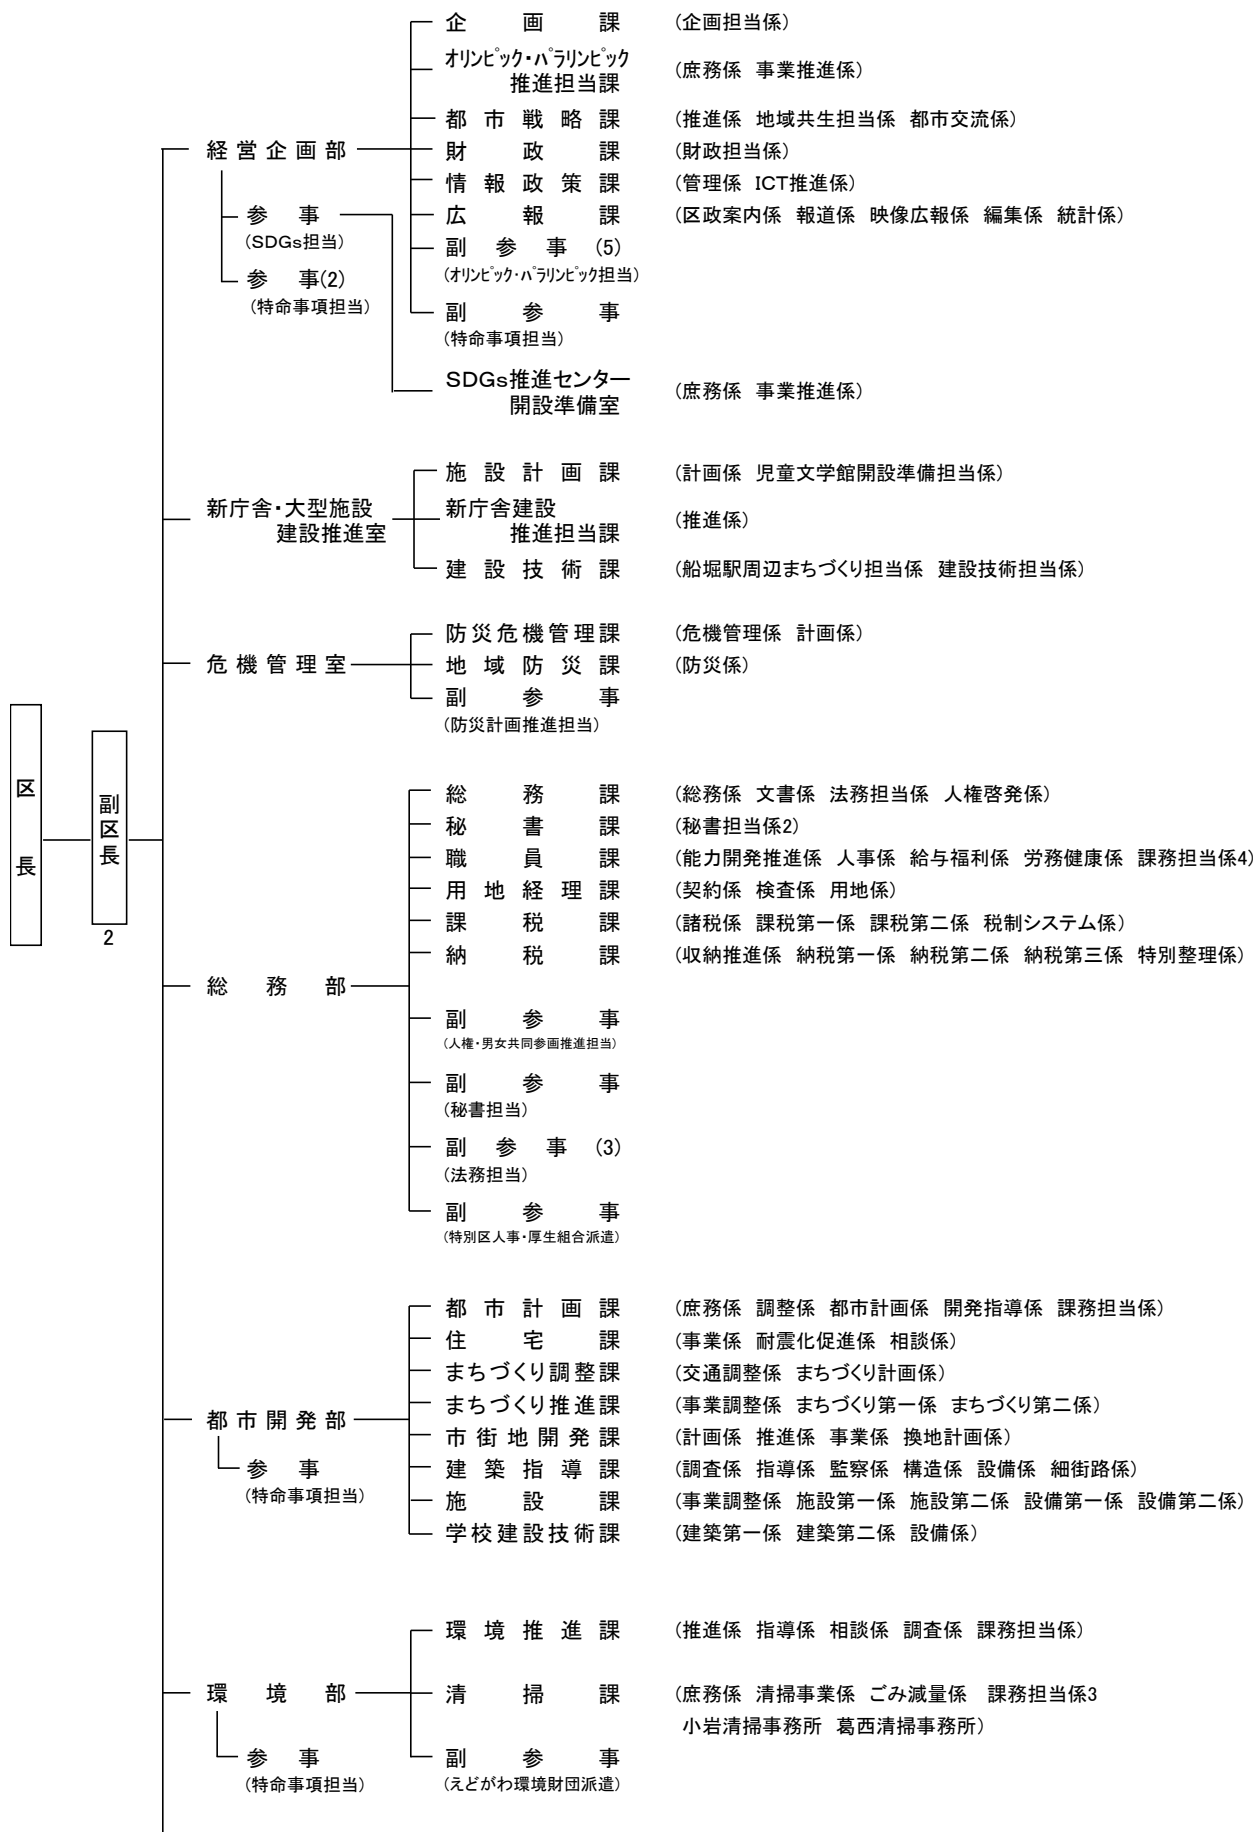 区長
副区長
2
経営企画部
参事
(SDGs担当)
参事(2)
(特命事項担当)
企画課 (企画担当係)
オリンピック・パラリンピック
推進担当課 (庶務係 事業推進係)
都市戦略課 (推進係 地域共生担当係 都市交流係)
財政課 (財政担当係)
情報政策課 (管理係 ICT推進係)
広報課 (区政案内係 報道係 映像広報係 編集係 統計係)
副参事(5)
(オリンピック・パラリンピック担当)
副参事
(特命事項担当)
SDGs推進センター
開設準備室 (庶務係 事業推進係)
新庁舎・大型施設
建設推進室
施設計画課 (計画係 児童文学館開設準備担当係)
新庁舎建設
推進担当課 (推進係)
建設技術課 (船堀駅周辺まちづくり担当係 建設技術担当係)
危機管理室
防災危機管理課 (危機管理係 計画係)
地域防災課 (防災係)
副参事
(防災計画推進担当)
総務部
総務課 (総務係 文書係 法務担当係 人権啓発係)
秘書課 (秘書担当係2)
職員課 (能力開発推進係 人事係 給与福利係 労務健康係 課務担当係4)
用地経理課 (契約係 検査係 用地係)
課税課 (諸税係 課税第一係 課税第二係 税制システム係)
納税課 (収納推進係 納税第一係 納税第二係 納税第三係 特別整理係)
副参事
(人権・男女共同参画推進担当)
副参事
(秘書担当)
副参事(3)
(法務担当)
副参事
(特別区人事・厚生組合派遣)
都市開発部
参事
(特命事項担当)
都市計画課 (庶務係 調整係 都市計画係 開発指導係 課務担当係)
住宅課 (事業係 耐震化促進係 相談係)
まちづくり調整課 (交通調整係 まちづくり計画係)
まちづくり推進課 (事業調整係 まちづくり第一係 まちづくり第二係)
市街地開発課 (計画係 推進係 事業係 換地計画係)
建築指導課 (調査係 指導係 監察係 構造係 設備係 細街路係)
施設課 (事業調整係 施設第一係 施設第二係 設備第一係 設備第二係)
学校建設技術課 (建築第一係 建築第二係 設備係)
環境部
参事
(特命事項担当)
環境推進課 (推進係 指導係 相談係 調査係 課務担当係)
清掃課 (庶務係 清掃事業係 ごみ減量係 課務担当係3
小岩清掃事務所 葛西清掃事務所)
副参事
(えどがわ環境財団派遣)